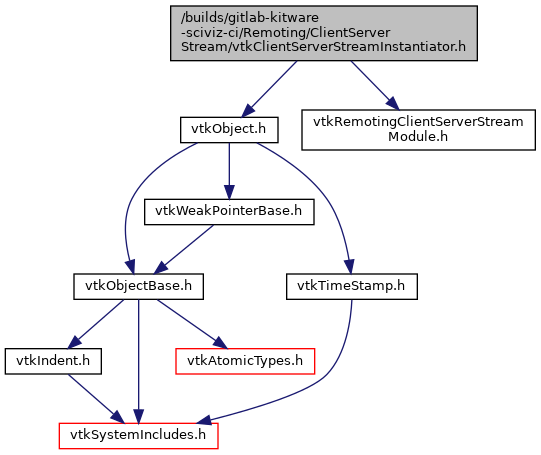 /builds/gitlab-kitware
-sciviz-ci/Remoting/ClientServer
Stream/vtkClientServerStreamInstantiator.h
vtkObject.h
vtkRemotingClientServerStream
Module.h
vtkWeakPointerBase.h
vtkObjectBase.h
vtkTimeStamp.h
vtkIndent.h
vtkAtomicTypes.h
vtkSystemIncludes.h